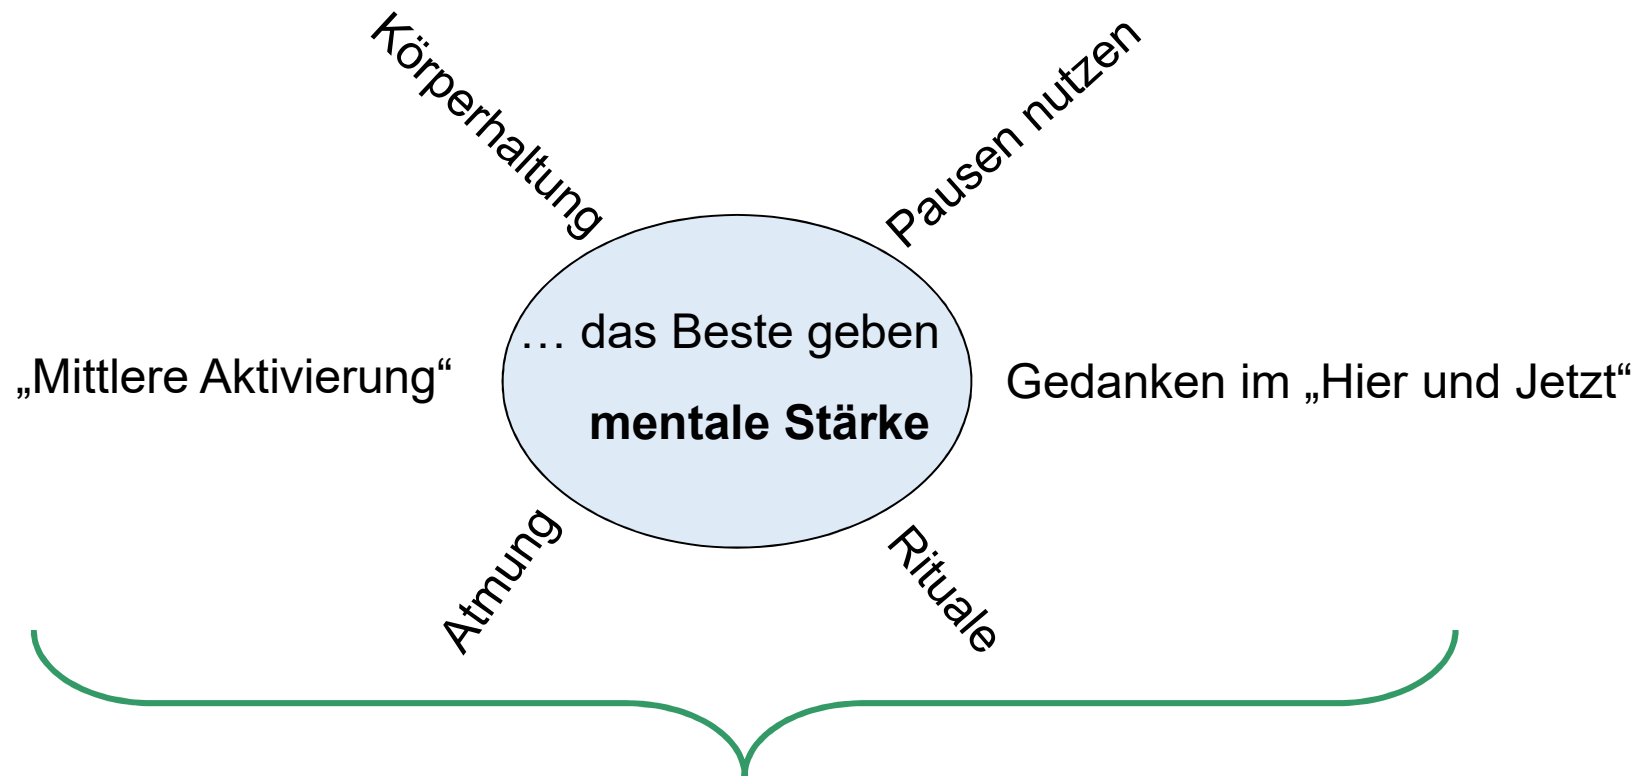 Körperhaltung
Pausen nutzen
… das Beste geben
„Mittlere Aktivierung“
Gedanken im „Hier und Jetzt“
mentale Stärke
Atmung
Rituale